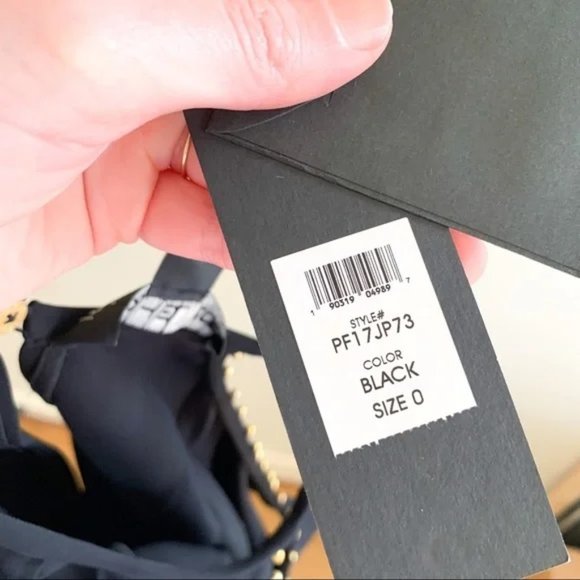 1 90319 04989 7
STYLE#
PF17JP73
COLOR
BLACK
SIZE 0